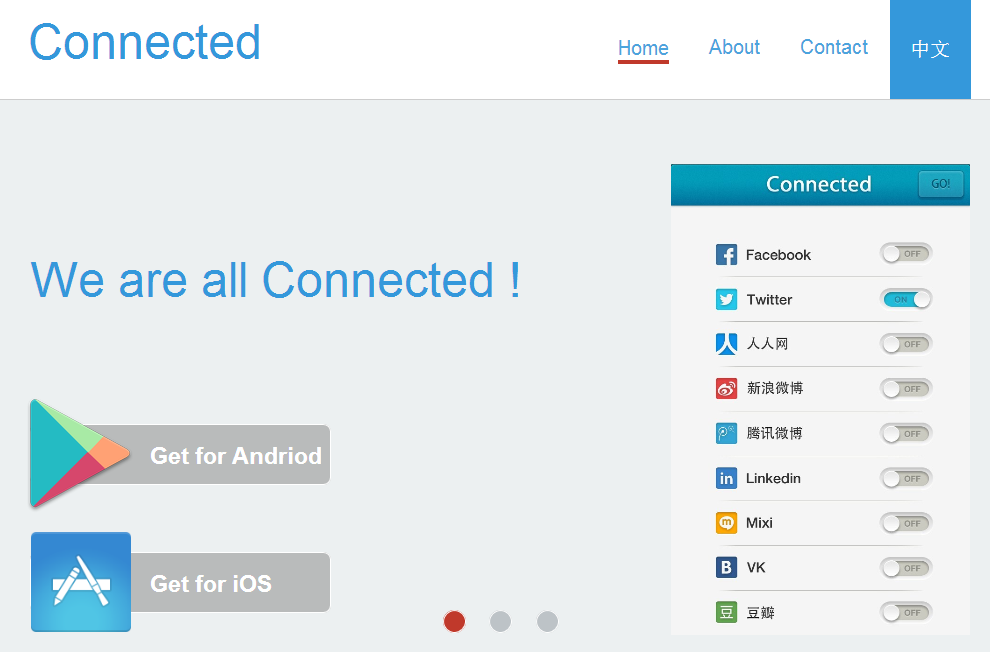 Connected
Home
About
Contact
中文
Connected
GO!
We are all Connected !
Facebook
OFF
Twitter
ON
人人网
OFF
新浪微博
OFF
腾讯微博
OFF
in
Linkedin
OFF
Mixi
OFF
B
VK
OFF
豆
豆瓣
OFF
Get for Andriod
Get for iOS